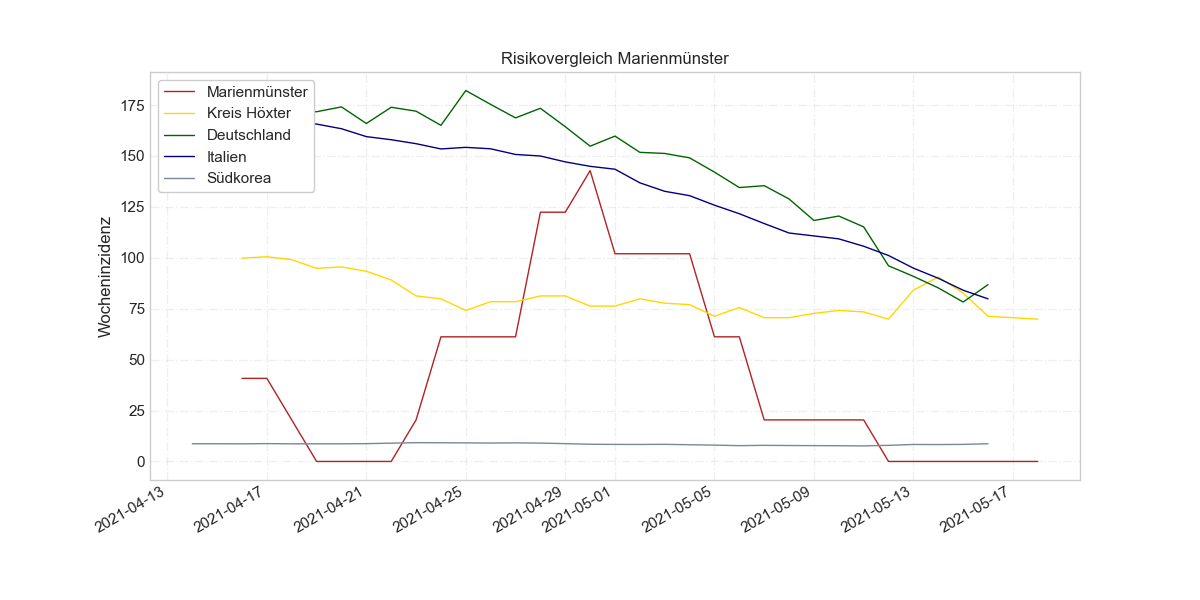 Risikovergleich Marienmünster
Marienmünster
Kreis Höxter
Deutschland
Italien
Südkorea
Wocheninzidenz
175
150
125
100
75
50
25
0
2021-04-13
2021-04-17
2021-04-21
2021-04-25
2021-04-29
2021-05-01
2021-05-05
2021-05-09
2021-05-13
2021-05-17